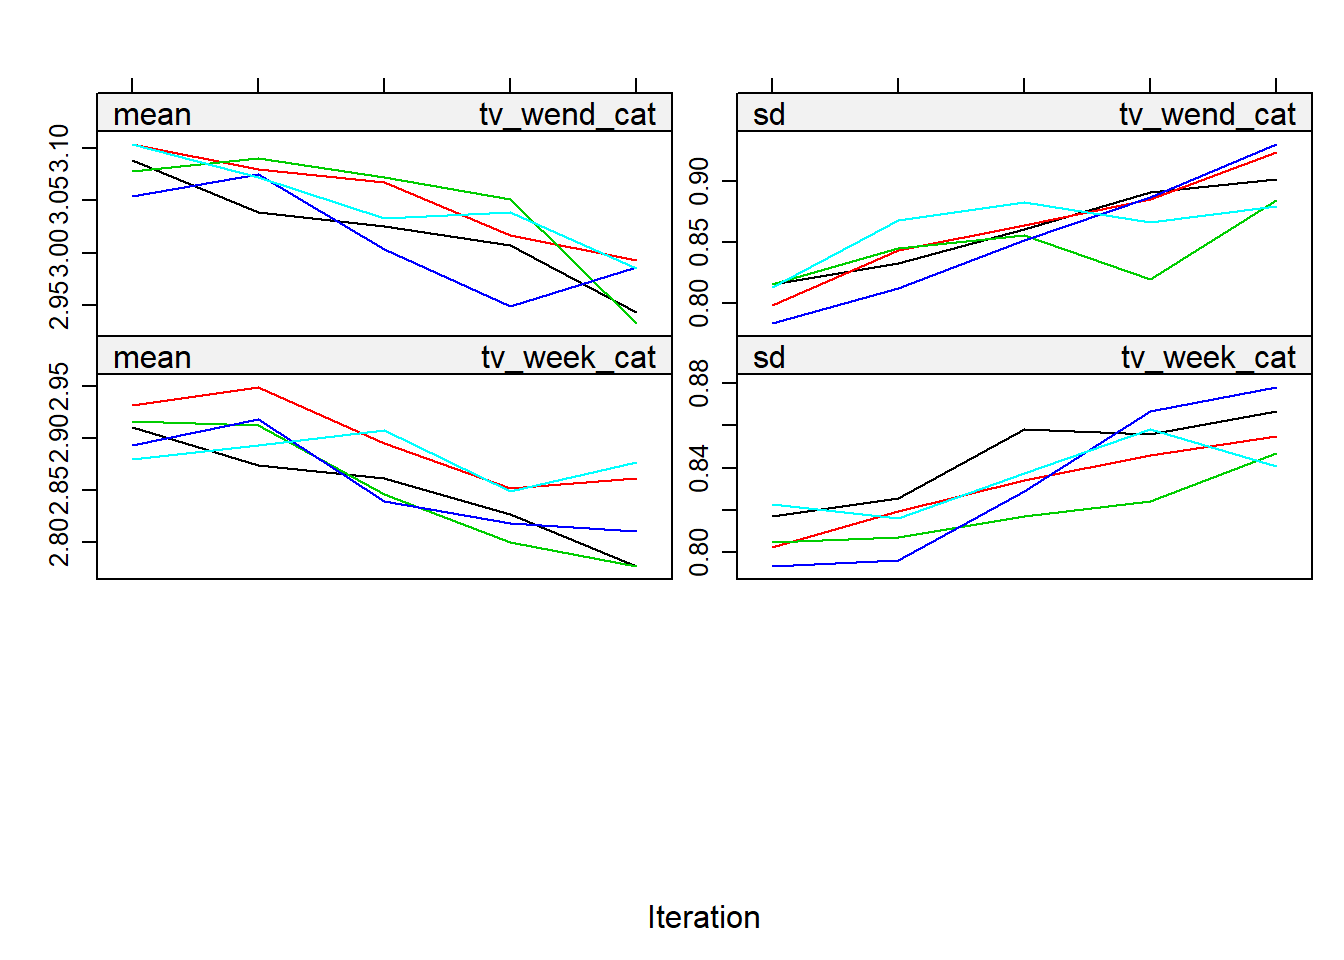 mean tv_wend_cat
sd tv_wend_cat
2.95 3.00 3.05 3.10
0.80 0.85 0.90
mean tv_week_cat
sd tv_week_cat
2.80 2.85 2.90 2.95
0.80 0.84 0.88
Iteration